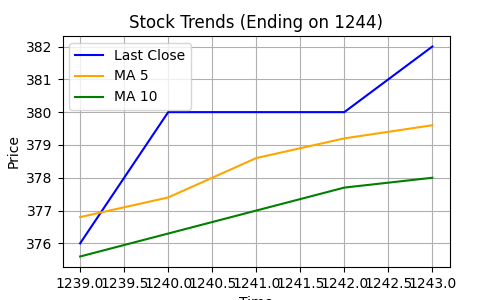 Stock Trends (Ending on 1244)
Last Close
MA 5
MA 10
Price
382
381
380
379
378
377
376
1239.0 1239.5 1240.0 1240.5 1241.0 1241.5 1242.0 1242.5 1243.0
Time